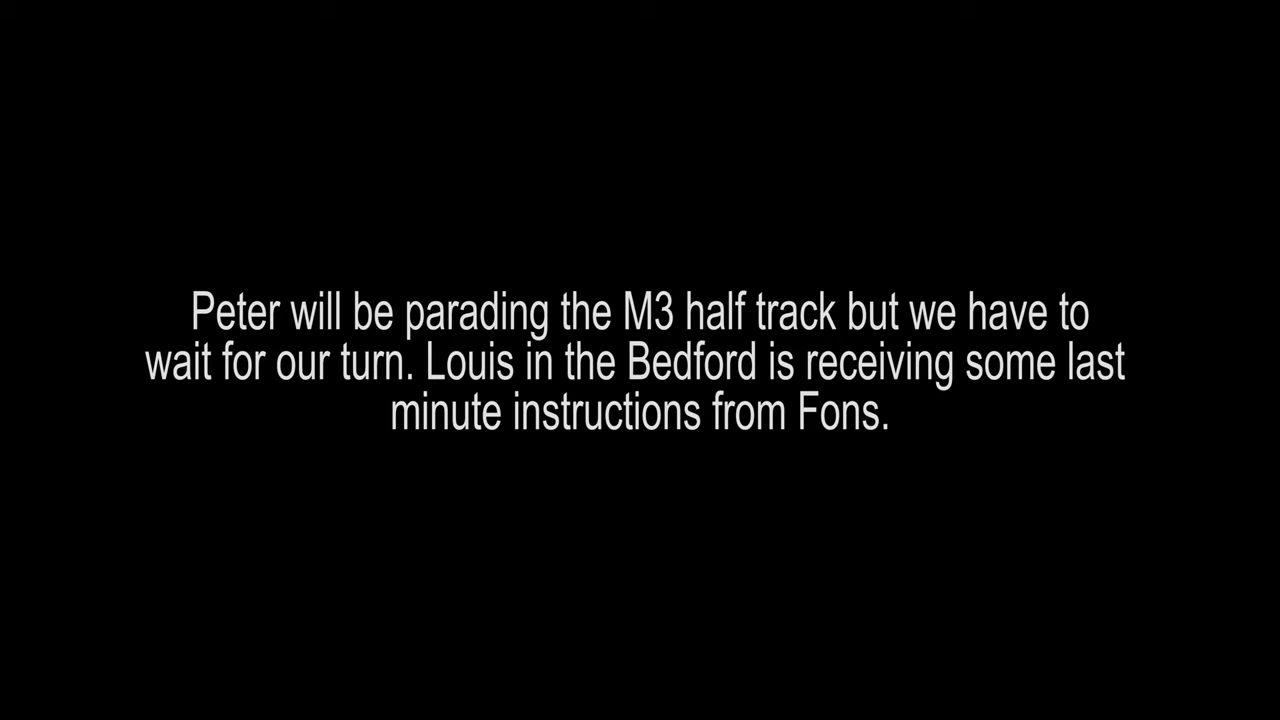 Peter will be parading the M3 half track but we have to
wait for our turn. Louis in the Bedford is receiving some last
minute instructions from Fons.